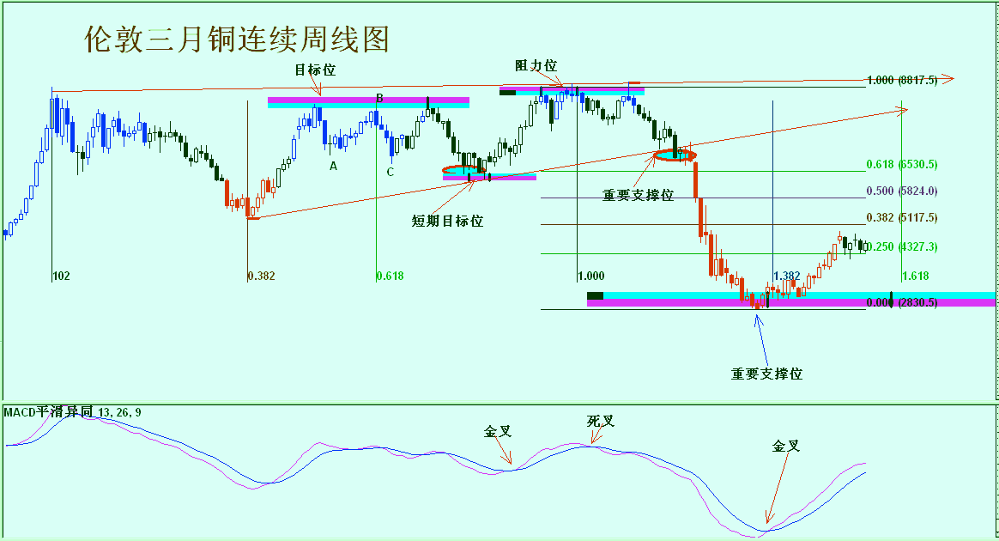 伦敦三月铜连续周线图
目标位
阻力位
1.000 (8817.5)
B
A
C
0.618 (6530.5)
重要支撑位
0.500 (5824.0)
短期目标位
0.382 (5117.5)
0.250 (4327.3)
102
0.382
0.618
1.000
1.382
1.618
0.000 (2830.5)
重要支撑位
MACD平滑异同 13, 26, 9
金叉
死叉
金叉